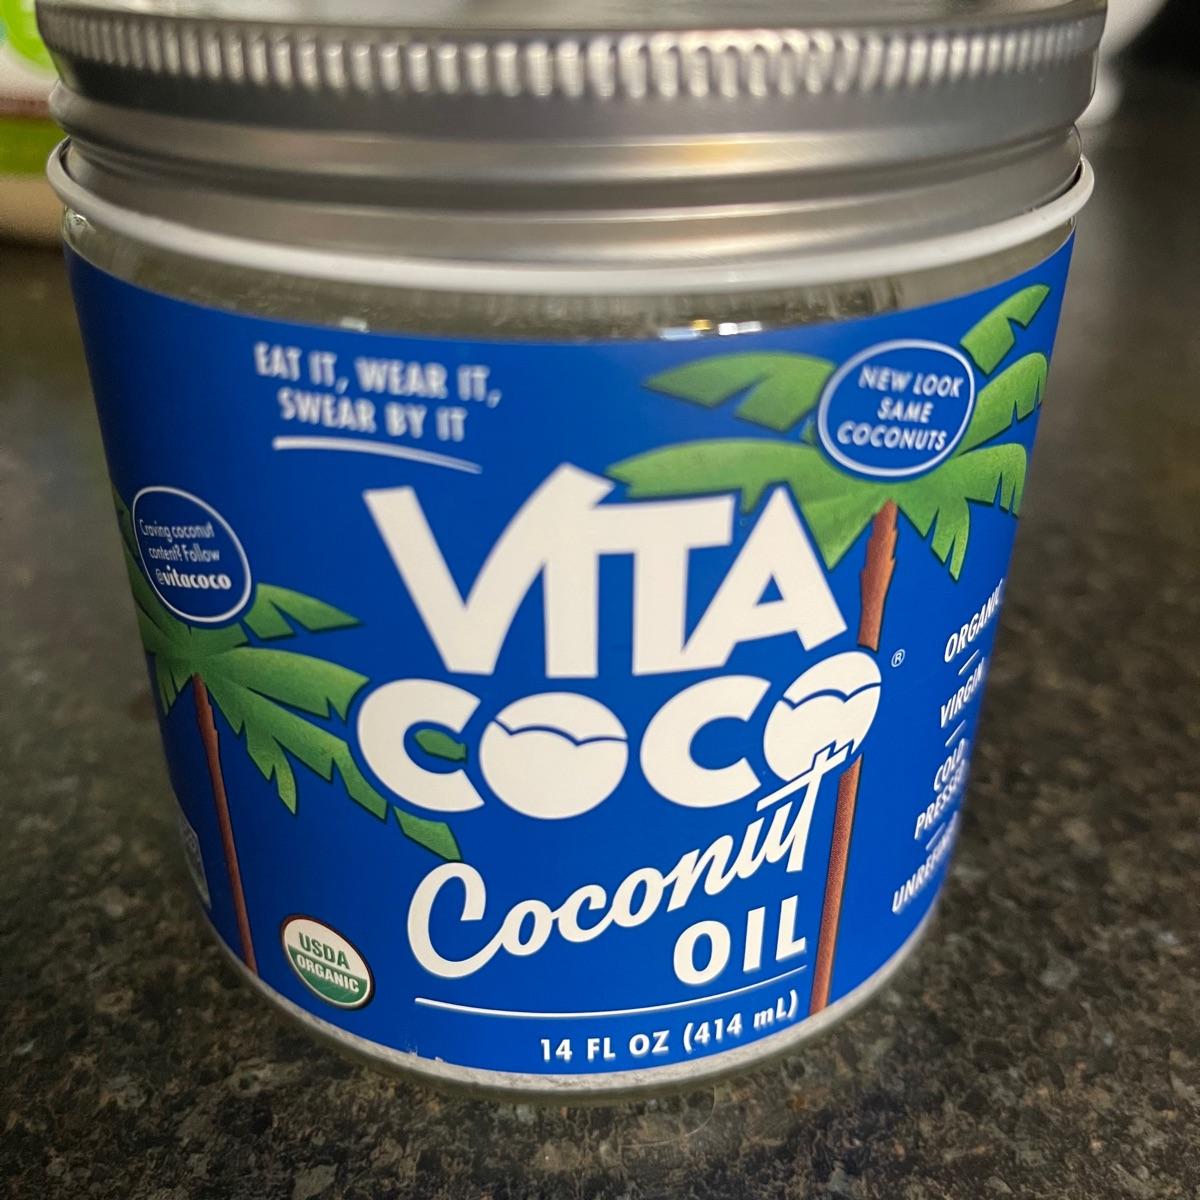 EAT IT, WEAR IT,
SWEAR BY IT
NEW LOOK
SAME
COCONUTS
Craving coconut
content? Follow
@vitacoco
VITA
COCO®
Coconut
OIL
ORGANIC
VIRGIN
COLD
PRESSED
USDA
ORGANIC
14 FL OZ (414 mL)